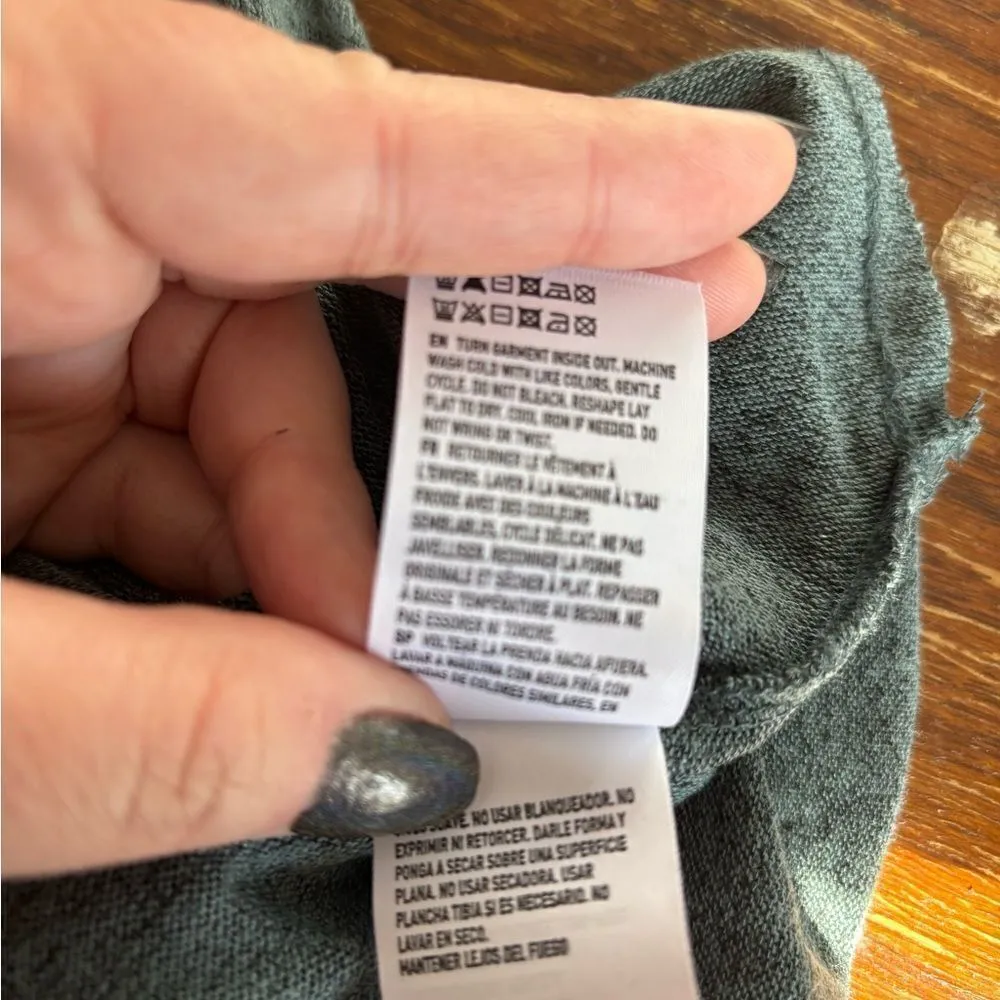 EN TURN GARMENT INSIDE OUT. MACHINE
WASH COLD WITH LIKE COLORS, GENTLE
CYCLE. DO NOT BLEACH. RESHAPE LAY
FLAT TO DRY. COOL IRON IF NEEDED. DO
NOT WRING OR TWIST.
FR RETOURNER LE VÊTEMENT À
L'ENVERS. LAVER À LA MACHINE À L'EAU
FROIDE AVEC DES COULEURS
SEMBLABLES, CYCLE DÉLICAT. NE PAS
JAVELLISER. REDONNER LA FORME
ORIGINALE ET SÉCHER À PLAT. REPASSER
À BASSE TEMPÉRATURE AU BESOIN. NE
PAS ESSORER NI TORDRE.
SP VOLTEAR LA PRENDA HACIA AFUERA.
LAVAR A MÁQUINA CON AGUA FRÍA CON
DE COLORES SIMILARES, EN
NO USAR BLANQUEADOR. NO
EXPRIMIR NI RETORCER. DARLE FORMA Y
PONGA A SECAR SOBRE UNA SUPERFICIE
PLANA. NO USAR SECADORA. USAR
PLANCHA TIBIA SI ES NECESARIO. NO
LAVAR EN SECO.
MANTENER LEJOS DEL FUEGO